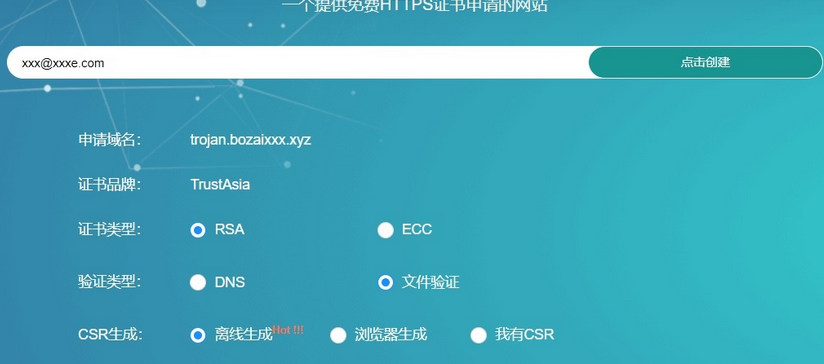 一个提供免费HTTPS证书申请的网站
xxx@xxxe.com 点击创建
申请域名: trojan.bozaixxx.xyz
证书品牌: TrustAsia
证书类型: RSA ECC
验证类型: DNS 文件验证
CSR生成: 离线生成Hot !!! 浏览器生成 我有CSR